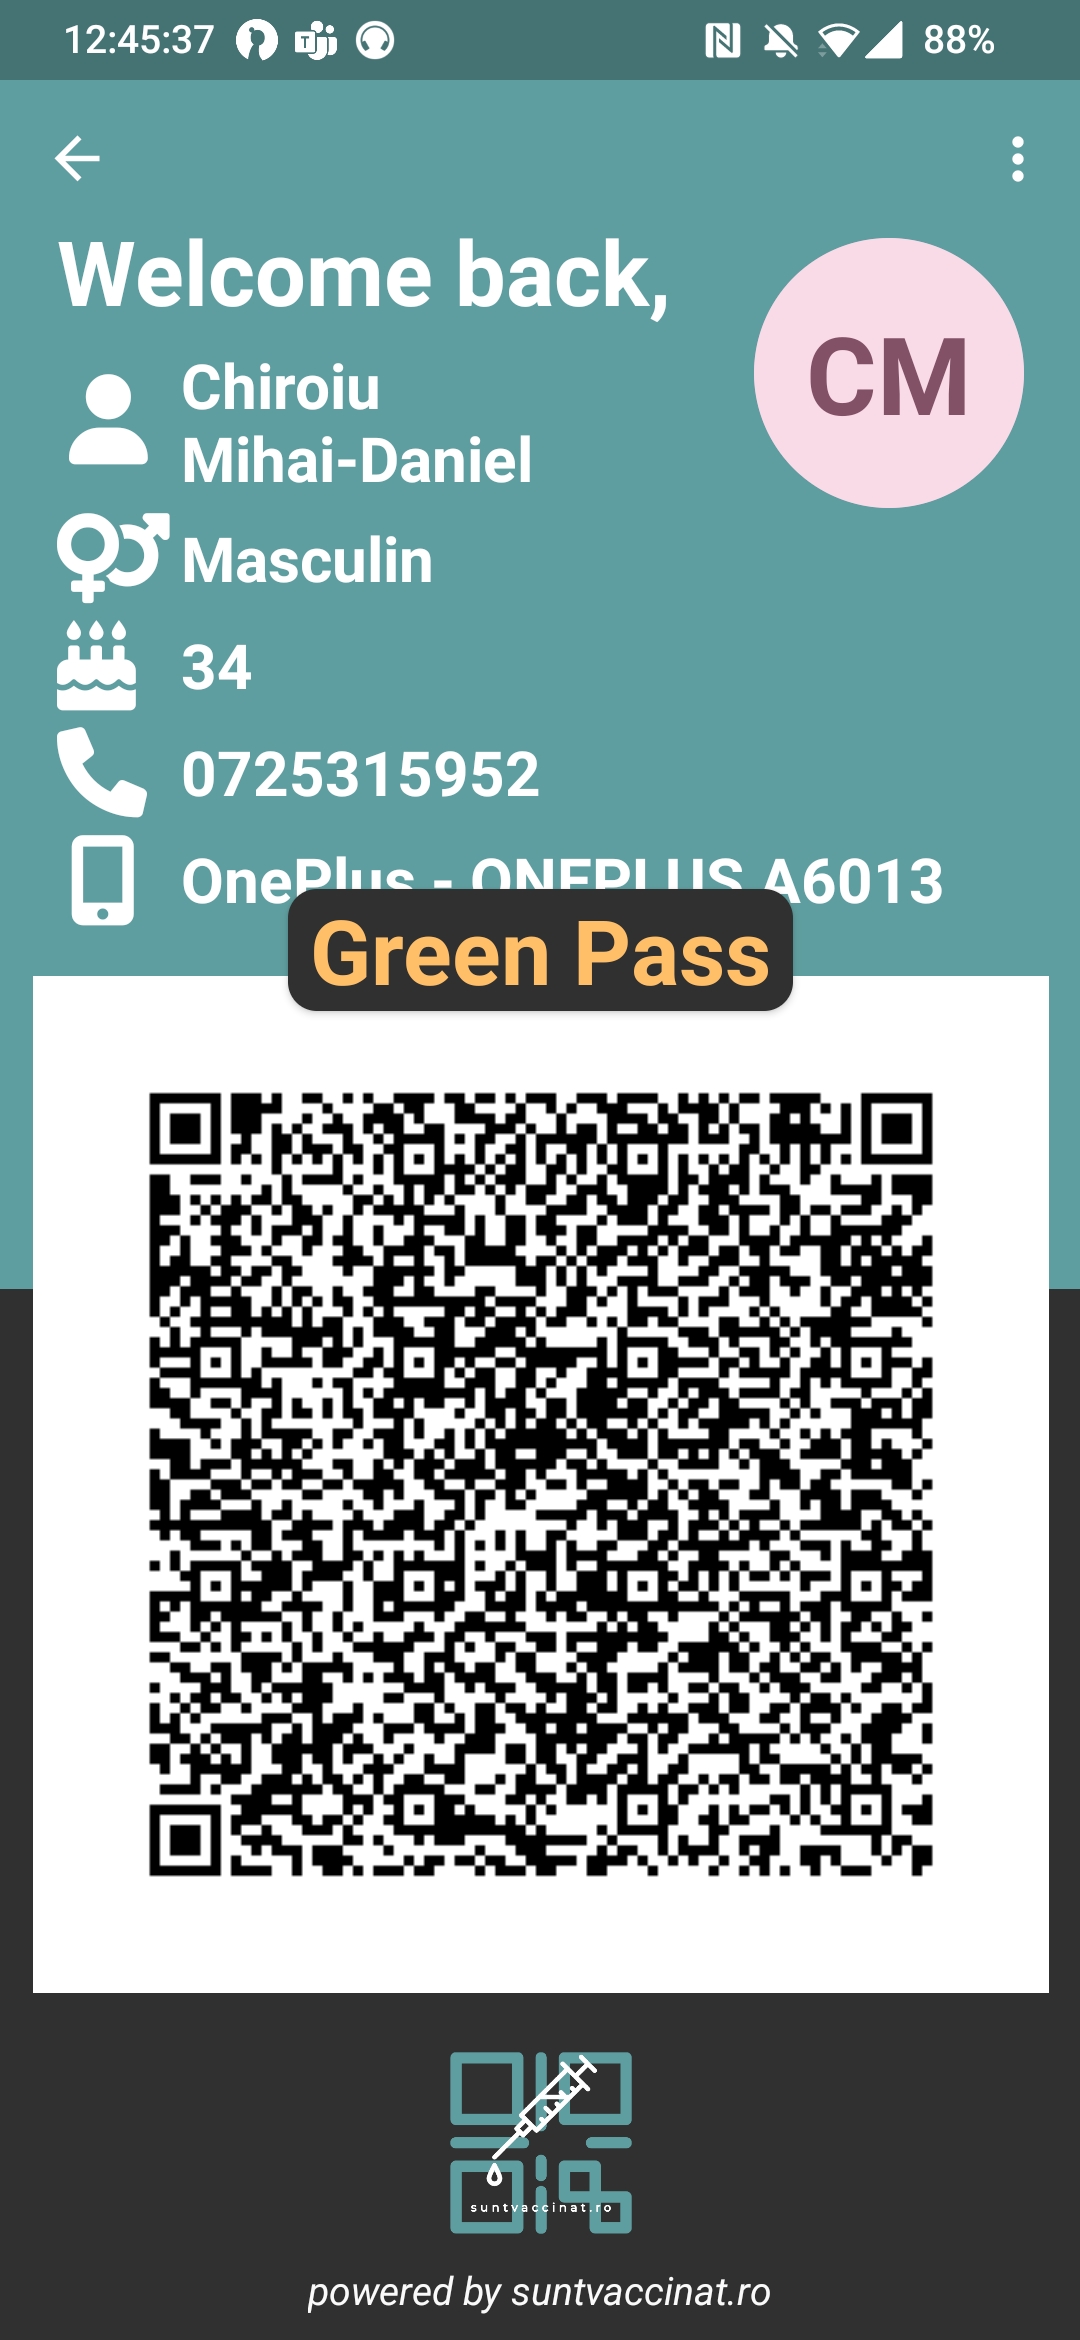 12:45:37
88%
Welcome back,
CM
Chiroiu
Mihai-Daniel
Masculin
34
0725315952
OnePlus - ONEPLUS A6013
Green Pass
suntvaccinat.ro
powered by suntvaccinat.ro